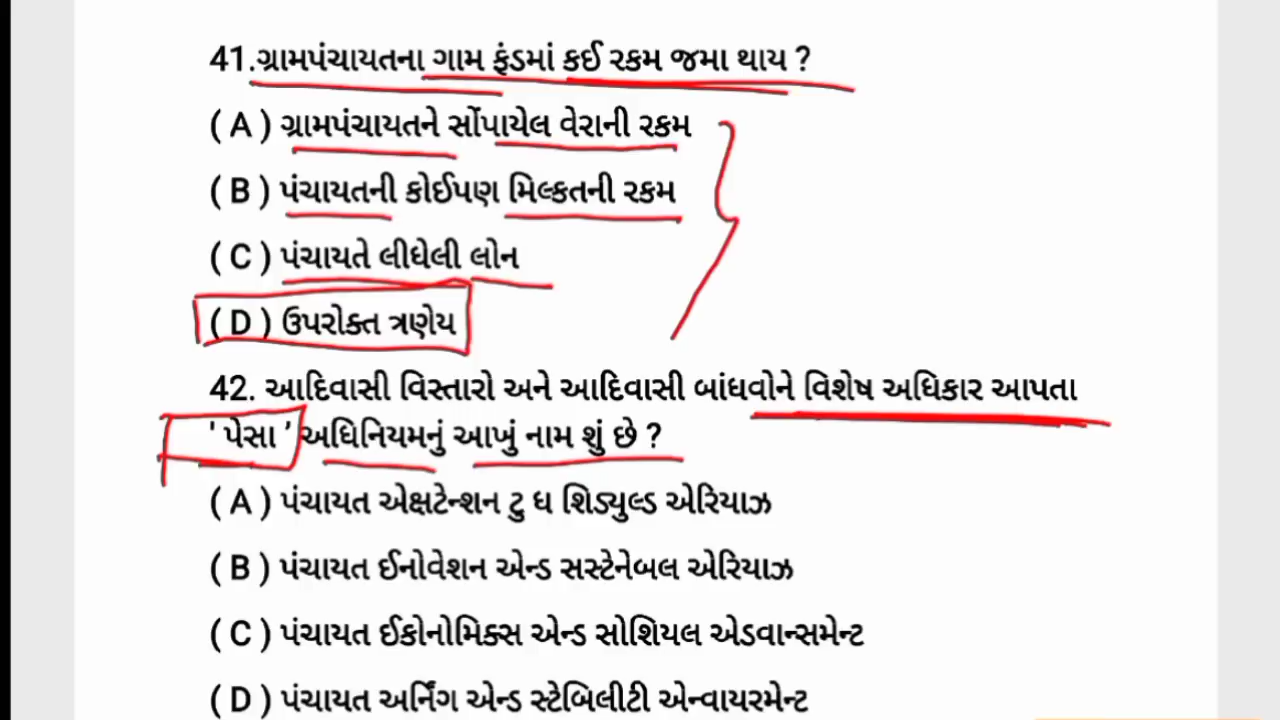 41.ગ્રામપંચાયતના ગામ ફંડમાં કઈ રકમ જમા થાય ?
( A ) ગ્રામપંચાયતને સોંપાયેલ વેરાની રકમ
( B ) પંચાયતની કોઈપણ મિલ્કતની રકમ
( C ) પંચાયતે લીધેલી લોન
( D ) ઉપરોક્ત ત્રણેય
42. આદિવાસી વિસ્તારો અને આદિવાસી બાંધવોને વિશેષ અધિકાર આપતા
' પેસા ' અધિનિયમનું આખું નામ શું છે ?
( A ) પંચાયત એક્ષટેન્શન ટુ ધ શિડ્યુલ્ડ એરિયાઝ
( B ) પંચાયત ઈનોવેશન એન્ડ સસ્ટેનેબલ એરિયાઝ
( C ) પંચાયત ઈકોનોમિક્સ એન્ડ સોશિયલ એડવાન્સમેન્ટ
( D ) પંચાયત અર્નિંગ એન્ડ સ્ટેબિલીટી એન્વાયરમેન્ટ